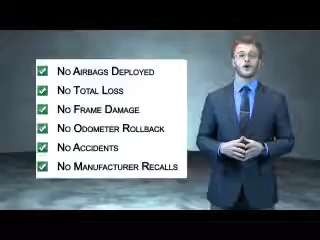 No Airbags Deployed
No Total Loss
No Frame Damage
No Odometer Rollback
No Accidents
No Manufacturer Recalls